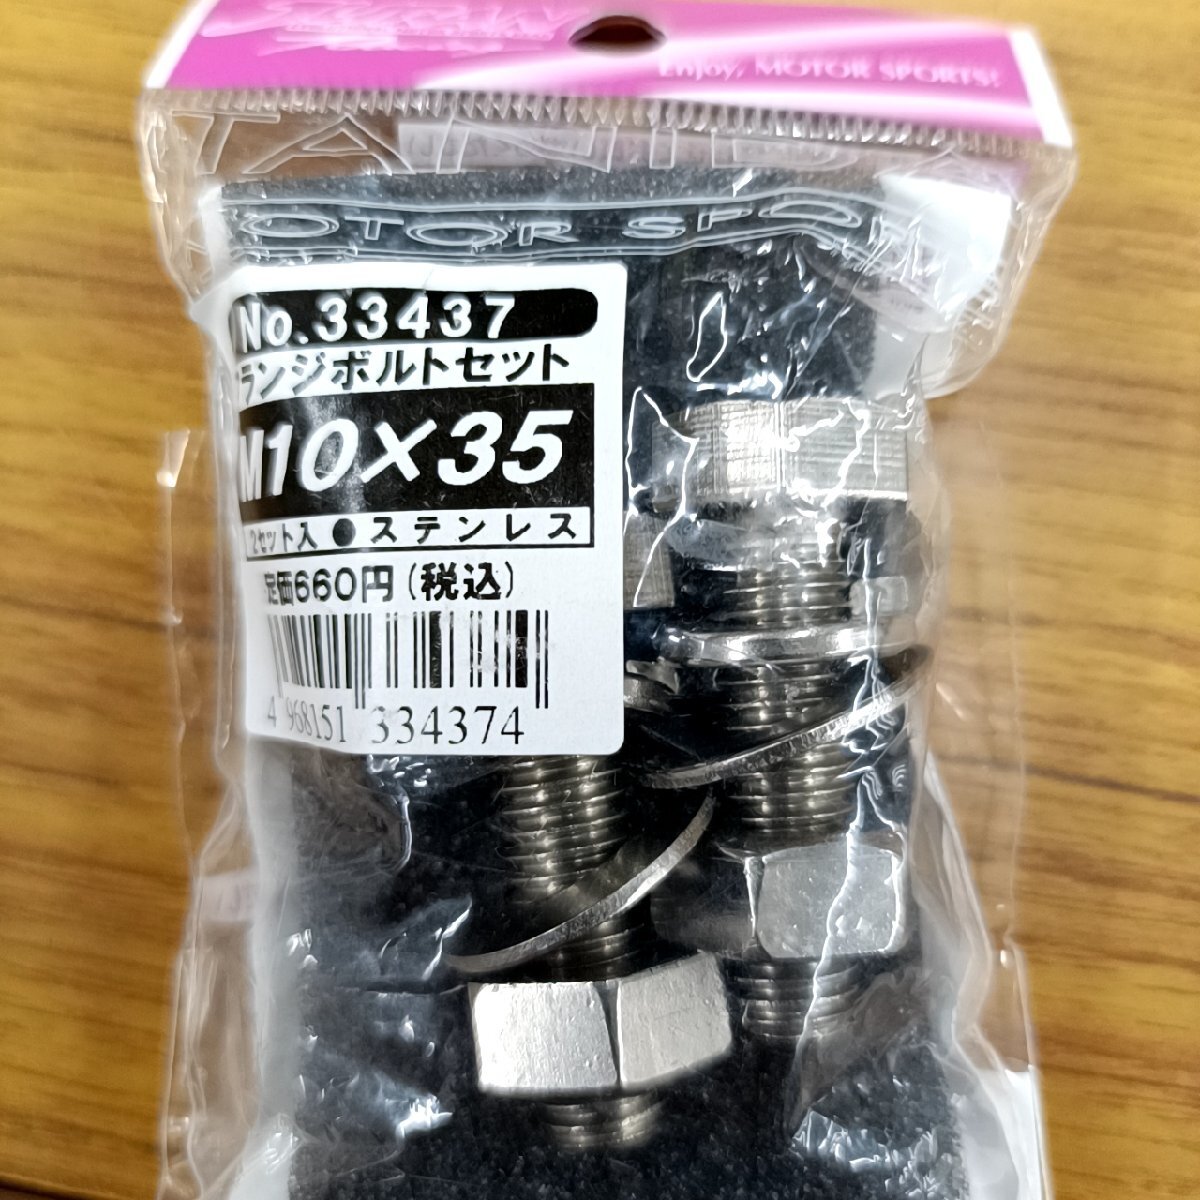 Enjoy, MOTOR SPORTS!
No.33437
ランジボルトセット
M10×35
2セット入●ステンレス
定価660円(税込)
4 968151 334374